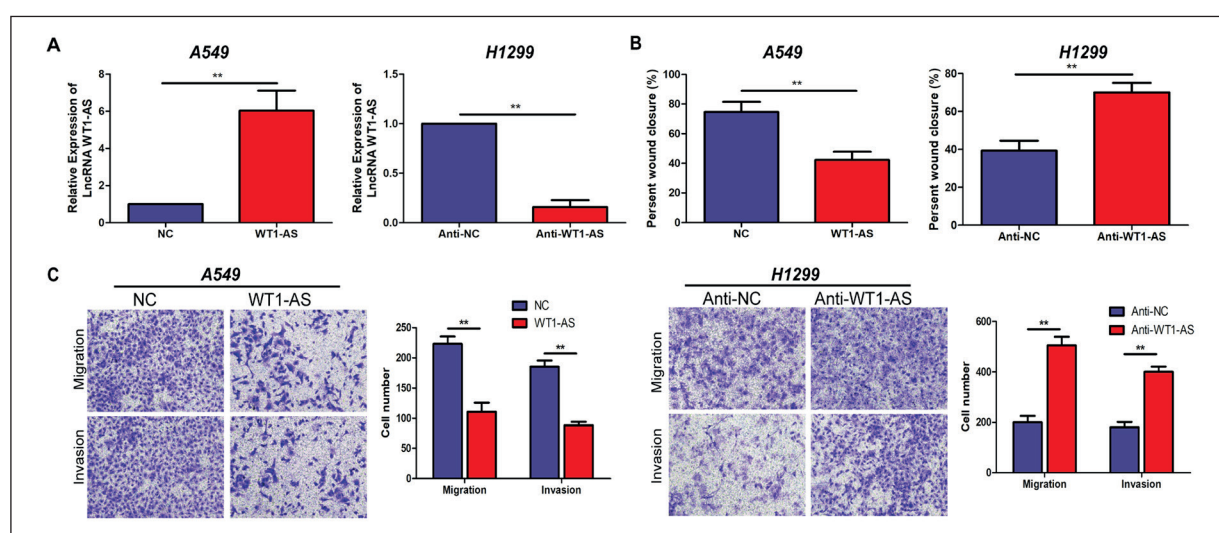 A
A549
Relative Expression of
LncRNA WT1-AS
8
6
4
2
0
**
NC
WT1-AS
H1299
Relative Expression of
LncRNA WT1-AS
1.5
1.0
0.5
0.0
**
Anti-NC
Anti-WT1-AS
B
A549
Persent wound closure (%)
100
80
60
40
20
0
**
NC
WT1-AS
H1299
Persent wound closure (%)
80
60
40
20
0
**
Anti-NC
Anti-WT1-AS
C
A549
NC
WT1-AS
Migration
Invasion
NC
WT1-AS
Cell number
250
200
150
100
50
0
**
**
Migration
Invasion
H1299
Anti-NC
Anti-WT1-AS
Migration
Invasion
Anti-NC
Anti-WT1-AS
Cell number
600
400
200
0
**
**
Migration
Invasion